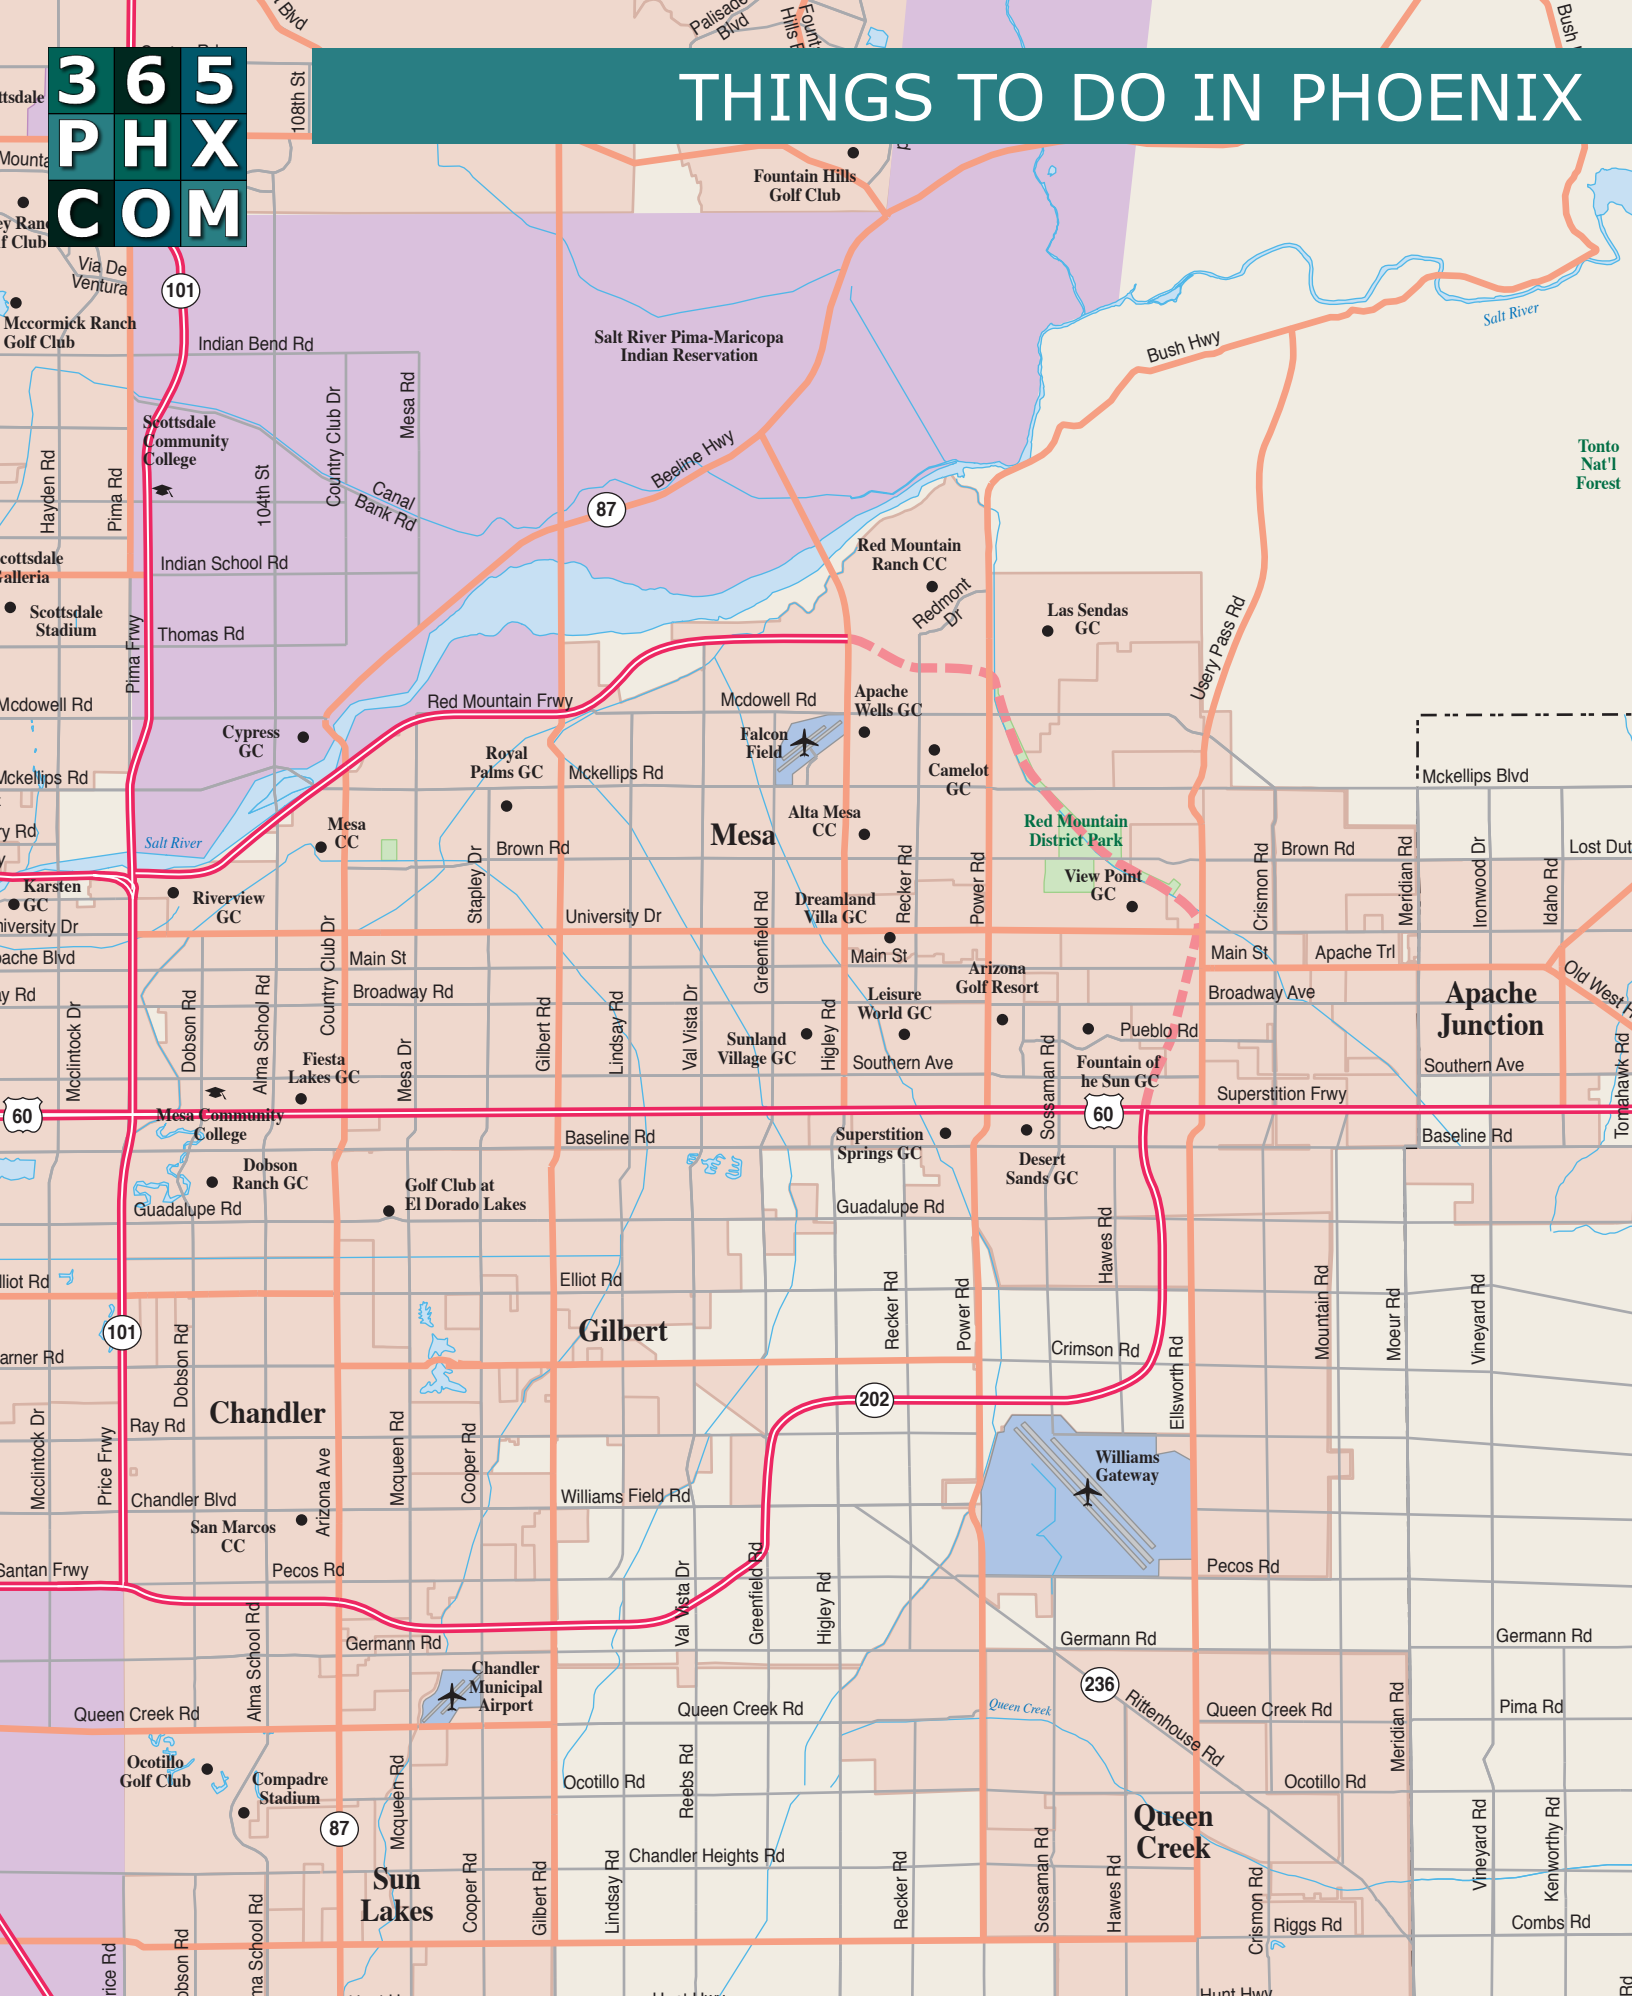 365
PHX
COM
THINGS TO DO IN PHOENIX
Blvd
Palisade
Blvd
Bush
108th St
Fountain Hills
Golf Club
Via De
Ventura
101
Mccormick Ranch
Golf Club
Indian Bend Rd
Salt River Pima-Maricopa
Indian Reservation
Salt River
Bush Hwy
Scottsdale
Community
College
Hayden Rd
Pima Rd
104th St
Country Club Dr
Mesa Rd
Canal
Bank Rd
Beeline Hwy
87
Tonto
Nat'l
Forest
Indian School Rd
Red Mountain
Ranch CC
Redmont
Dr
Las Sendas
GC
Scottsdale
Stadium
Thomas Rd
Pima Frwy
Usery Pass Rd
Mcdowell Rd
Red Mountain Frwy
Mcdowell Rd
Apache
Wells GC
Cypress
GC
Falcon
Field
Royal
Palms GC
Mckellips Rd
Mckellips Rd
Camelot
GC
Mckellips Blvd
Mesa
CC
Mesa
Alta Mesa
CC
Red Mountain
District Park
Salt River
Brown Rd
Brown Rd
Lost Dut
Stapley Dr
Recker Rd
Power Rd
Crismon Rd
Meridian Rd
Ironwood Dr
Idaho Rd
Karsten
GC
Riverview
GC
View Point
GC
Dreamland
Villa GC
University Dr
Greenfield Rd
Main St
Main St
Main St
Apache Trl
Old West H
Arizona
Golf Resort
Broadway Rd
Broadway Ave
Apache
Junction
Leisure
World GC
Mcclintock Dr
Dobson Rd
Alma School Rd
Country Club Dr
Mesa Dr
Gilbert Rd
Lindsay Rd
Val Vista Dr
Higley Rd
Sunland
Village GC
Pueblo Rd
Fiesta
Lakes GC
Southern Ave
Fountain of
he Sun GC
Southern Ave
Sossaman Rd
Tomahawk Rd
60
60
Superstition Frwy
Mesa Community
College
Baseline Rd
Superstition
Springs GC
Baseline Rd
Desert
Sands GC
Dobson
Ranch GC
Golf Club at
El Dorado Lakes
Guadalupe Rd
Guadalupe Rd
Hawes Rd
Elliot Rd
Recker Rd
Power Rd
Mountain Rd
Moeur Rd
Vineyard Rd
101
Gilbert
Dobson Rd
Crimson Rd
Ellsworth Rd
Chandler
202
Ray Rd
Mcclintock Dr
Price Frwy
Arizona Ave
Mcqueen Rd
Cooper Rd
Williams
Gateway
Chandler Blvd
Williams Field Rd
San Marcos
CC
Santan Frwy
Pecos Rd
Pecos Rd
Val Vista Dr
Greenfield Rd
Higley Rd
Alma School Rd
Germann Rd
Germann Rd
Germann Rd
Chandler
Municipal
Airport
236
Rittenhouse Rd
Queen Creek Rd
Queen Creek Rd
Queen Creek
Queen Creek Rd
Meridian Rd
Pima Rd
Ocotillo
Golf Club
Compadre
Stadium
Mcqueen Rd
Ocotillo Rd
Reebs Rd
Ocotillo Rd
87
Queen
Creek
Chandler Heights Rd
Vineyard Rd
Kenworthy Rd
Sun
Lakes
Cooper Rd
Gilbert Rd
Lindsay Rd
Recker Rd
Sossaman Rd
Hawes Rd
Crismon Rd
Riggs Rd
Combs Rd
Hunt Hwy